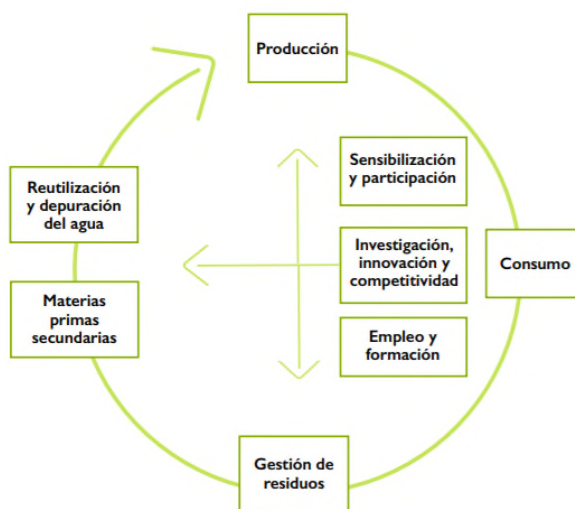 Producción
Sensibilización
y participación
Reutilización
y depuración
del agua
Investigación,
innovación y
competitividad
Consumo
Materias
primas
secundarias
Empleo y
formación
Gestión de
residuos